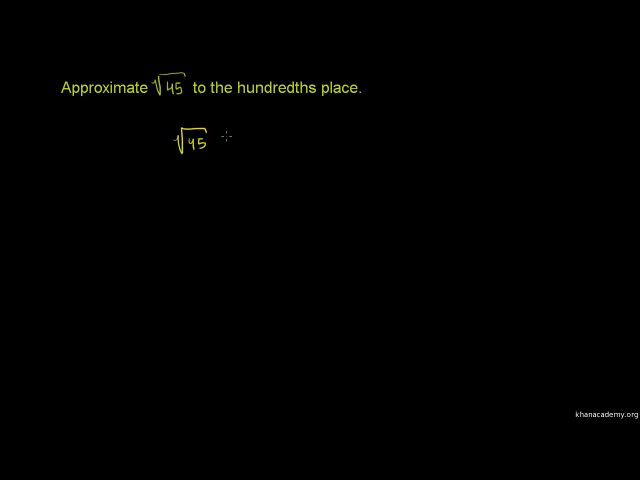 Approximate √45 to the hundredths place.
√45
khanacademy.org